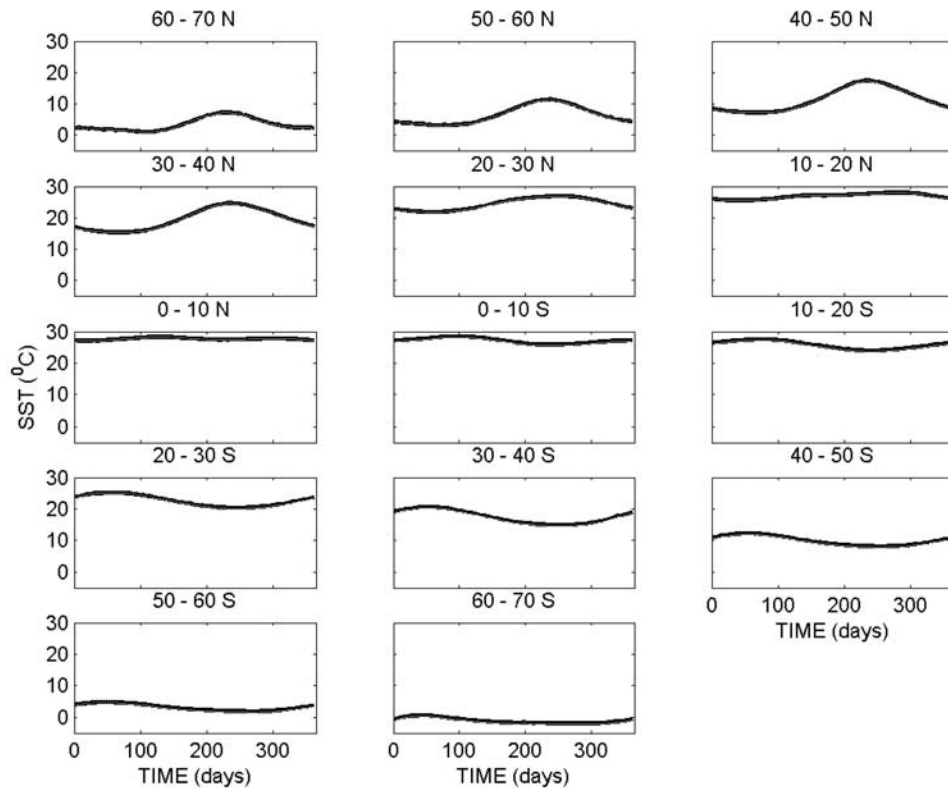 60 - 70 N
50 - 60 N
40 - 50 N
30
20
10
0
30 - 40 N
20 - 30 N
10 - 20 N
30
20
10
0
0 - 10 N
0 - 10 S
10 - 20 S
30
20
10
0
SST (⁰C)
20 - 30 S
30 - 40 S
40 - 50 S
30
20
10
0
0 100 200 300
TIME (days)
50 - 60 S
60 - 70 S
30
20
10
0
0 100 200 300
0 100 200 300
TIME (days)
TIME (days)